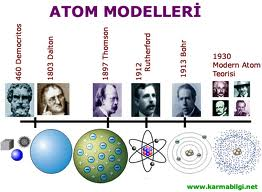 ATOM MODELLERİ
460 Democritos
1803 Dalton
1897 Thomson
1912
Rutherford
1913 Bohr
1930
Modern Atom
Teorisi
www.karmabilgi.net